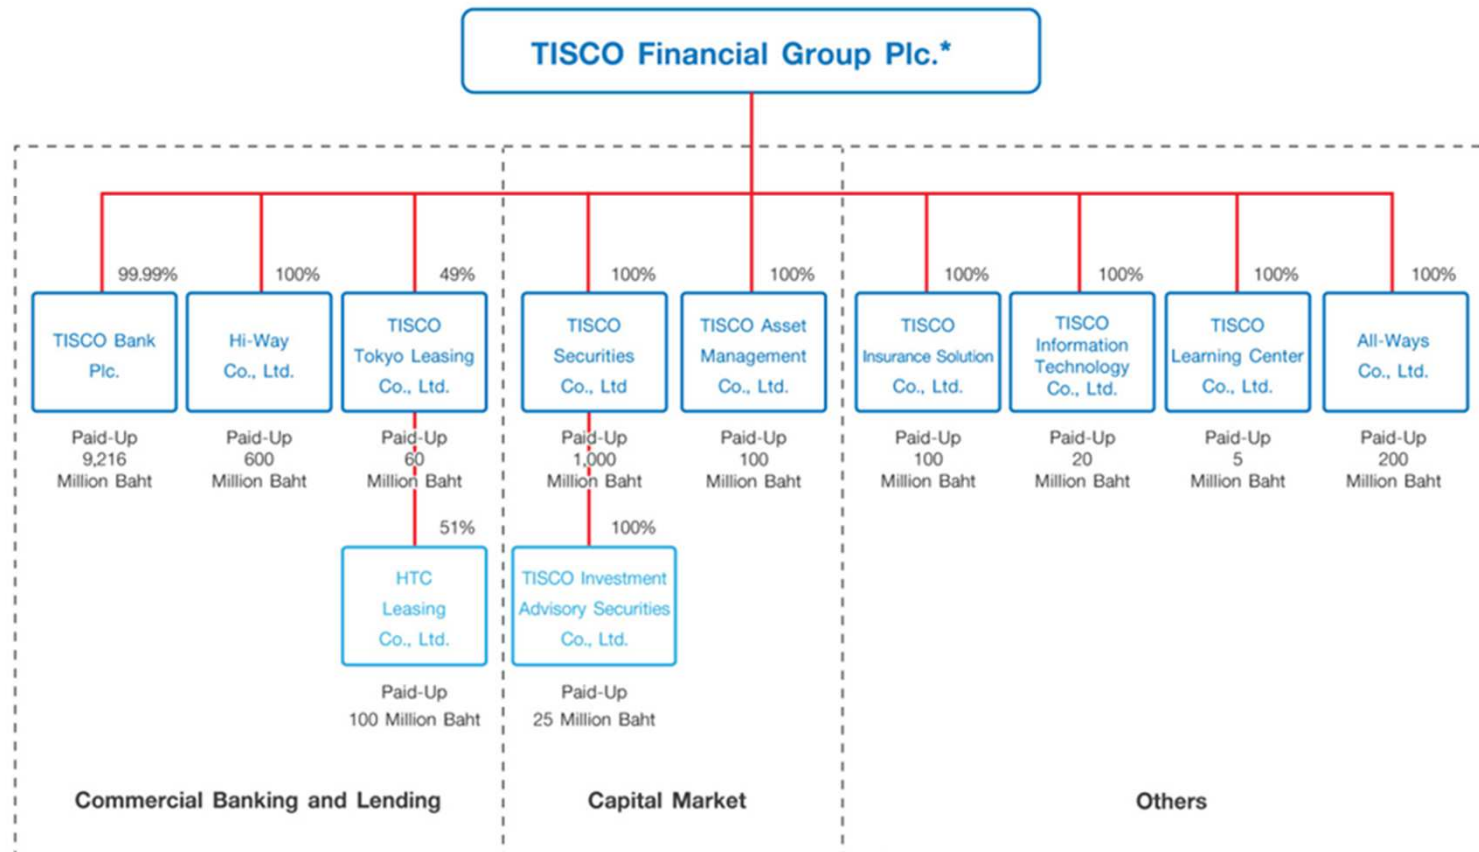 TISCO Financial Group Plc.*
99.99%
100%
49%
100%
100%
100%
100%
100%
100%
TISCO Bank
Plc.
Hi-Way
Co., Ltd.
TISCO
Tokyo Leasing
Co., Ltd.
TISCO
Securities
Co., Ltd
TISCO Asset
Management
Co., Ltd.
TISCO
Insurance Solution
Co., Ltd.
TISCO
Information
Technology
Co., Ltd.
TISCO
Learning Center
Co., Ltd.
All-Ways
Co., Ltd.
Paid-Up
9,216
Million Baht
Paid-Up
600
Million Baht
Paid-Up
60
Million Baht
Paid-Up
1,000
Million Baht
Paid-Up
100
Million Baht
Paid-Up
100
Million Baht
Paid-Up
20
Million Baht
Paid-Up
5
Million Baht
Paid-Up
200
Million Baht
51%
100%
HTC
Leasing
Co., Ltd.
TISCO Investment
Advisory Securities
Co., Ltd.
Paid-Up
100 Million Baht
Paid-Up
25 Million Baht
Commercial Banking and Lending
Capital Market
Others